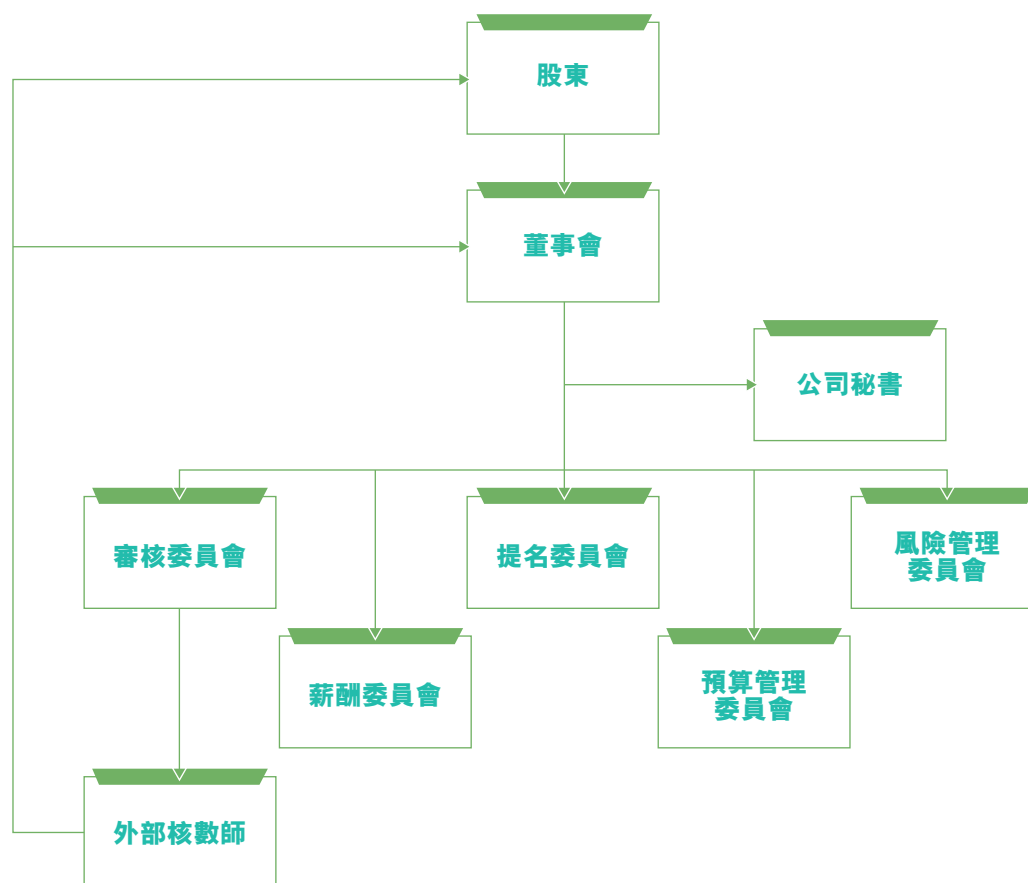 股東
董事會
公司秘書
審核委員會
提名委員會
風險管理
委員會
薪酬委員會
預算管理
委員會
外部核數師